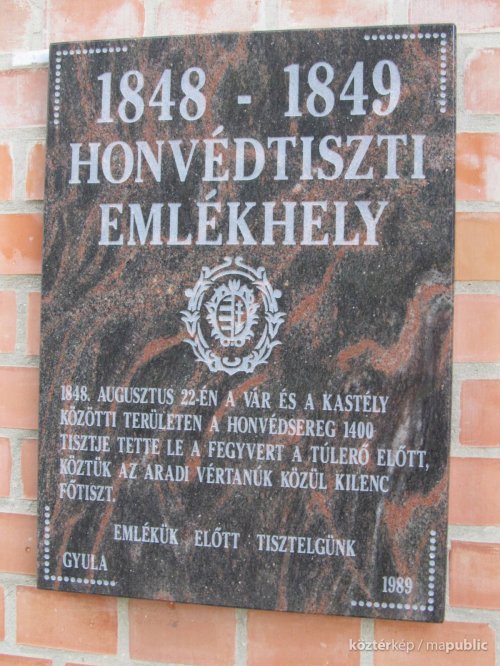 1848 - 1849
HONVÉDTISZTI
EMLÉKHELY
1848. AUGUSZTUS 22-ÉN A VÁR ÉS A KASTÉLY
KÖZÖTTI TERÜLETEN A HONVÉDSEREG 1400
TISZTJE TETTE LE A FEGYVERT A TÚLERŐ ELŐTT,
KÖZTÜK AZ ARADI VÉRTANÚK KÖZÜL KILENC
FŐTISZT.
EMLÉKÜK ELŐTT TISZTELGÜNK
GYULA 1989
köztérkép / mapublic